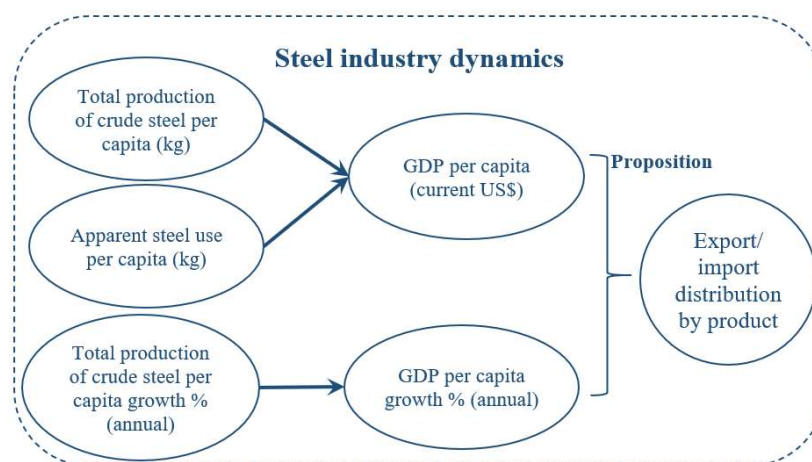 Steel industry dynamics
Total production
of crude steel per
capita (kg)
GDP per capita
(current US$)
Proposition
Apparent steel use
per capita (kg)
Export/
import
distribution
by product
Total production
of crude steel per
capita growth %
(annual)
GDP per capita
growth % (annual)